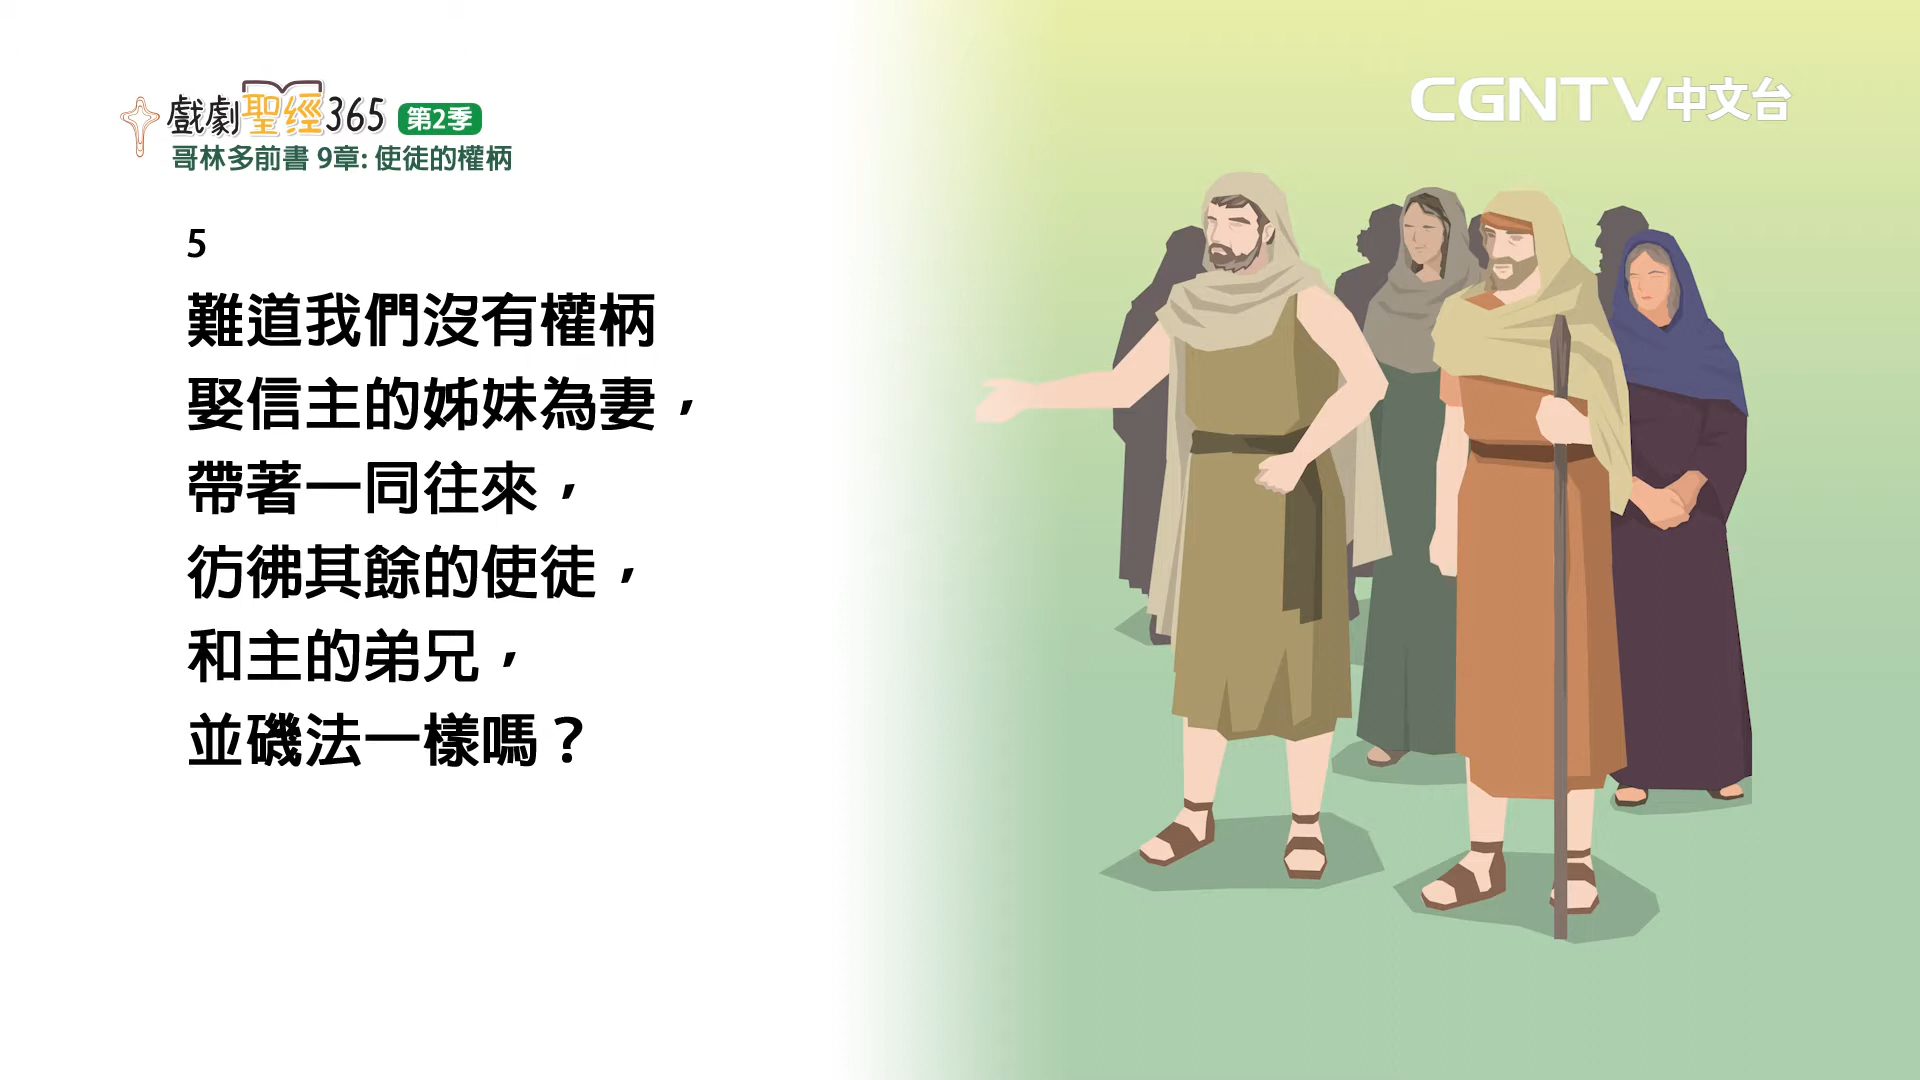 戲劇聖經365 第2季
CGNTV中文台
哥林多前書 9章: 使徒的權柄
5
難道我們沒有權柄
娶信主的姊妹為妻，
帶著一同往來，
彷彿其餘的使徒，
和主的弟兄，
並磯法一樣嗎？